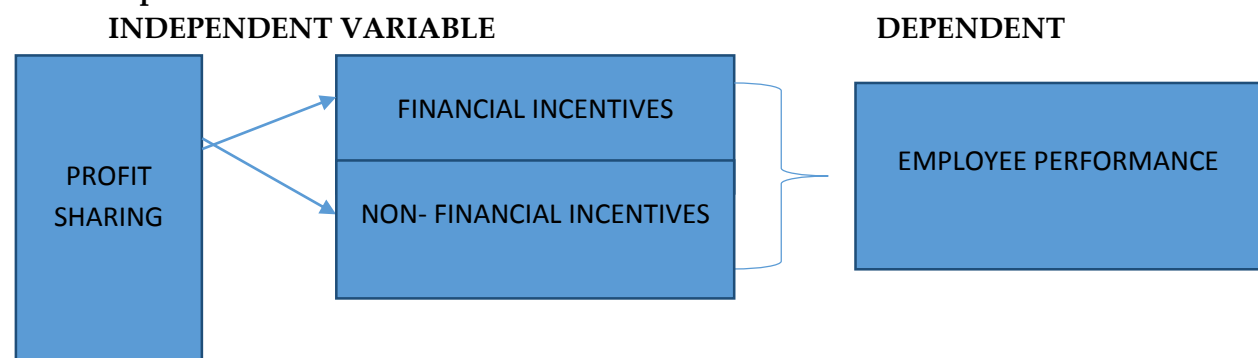 INDEPENDENT VARIABLE DEPENDENT
PROFIT
SHARING
FINANCIAL INCENTIVES
NON- FINANCIAL INCENTIVES
EMPLOYEE PERFORMANCE